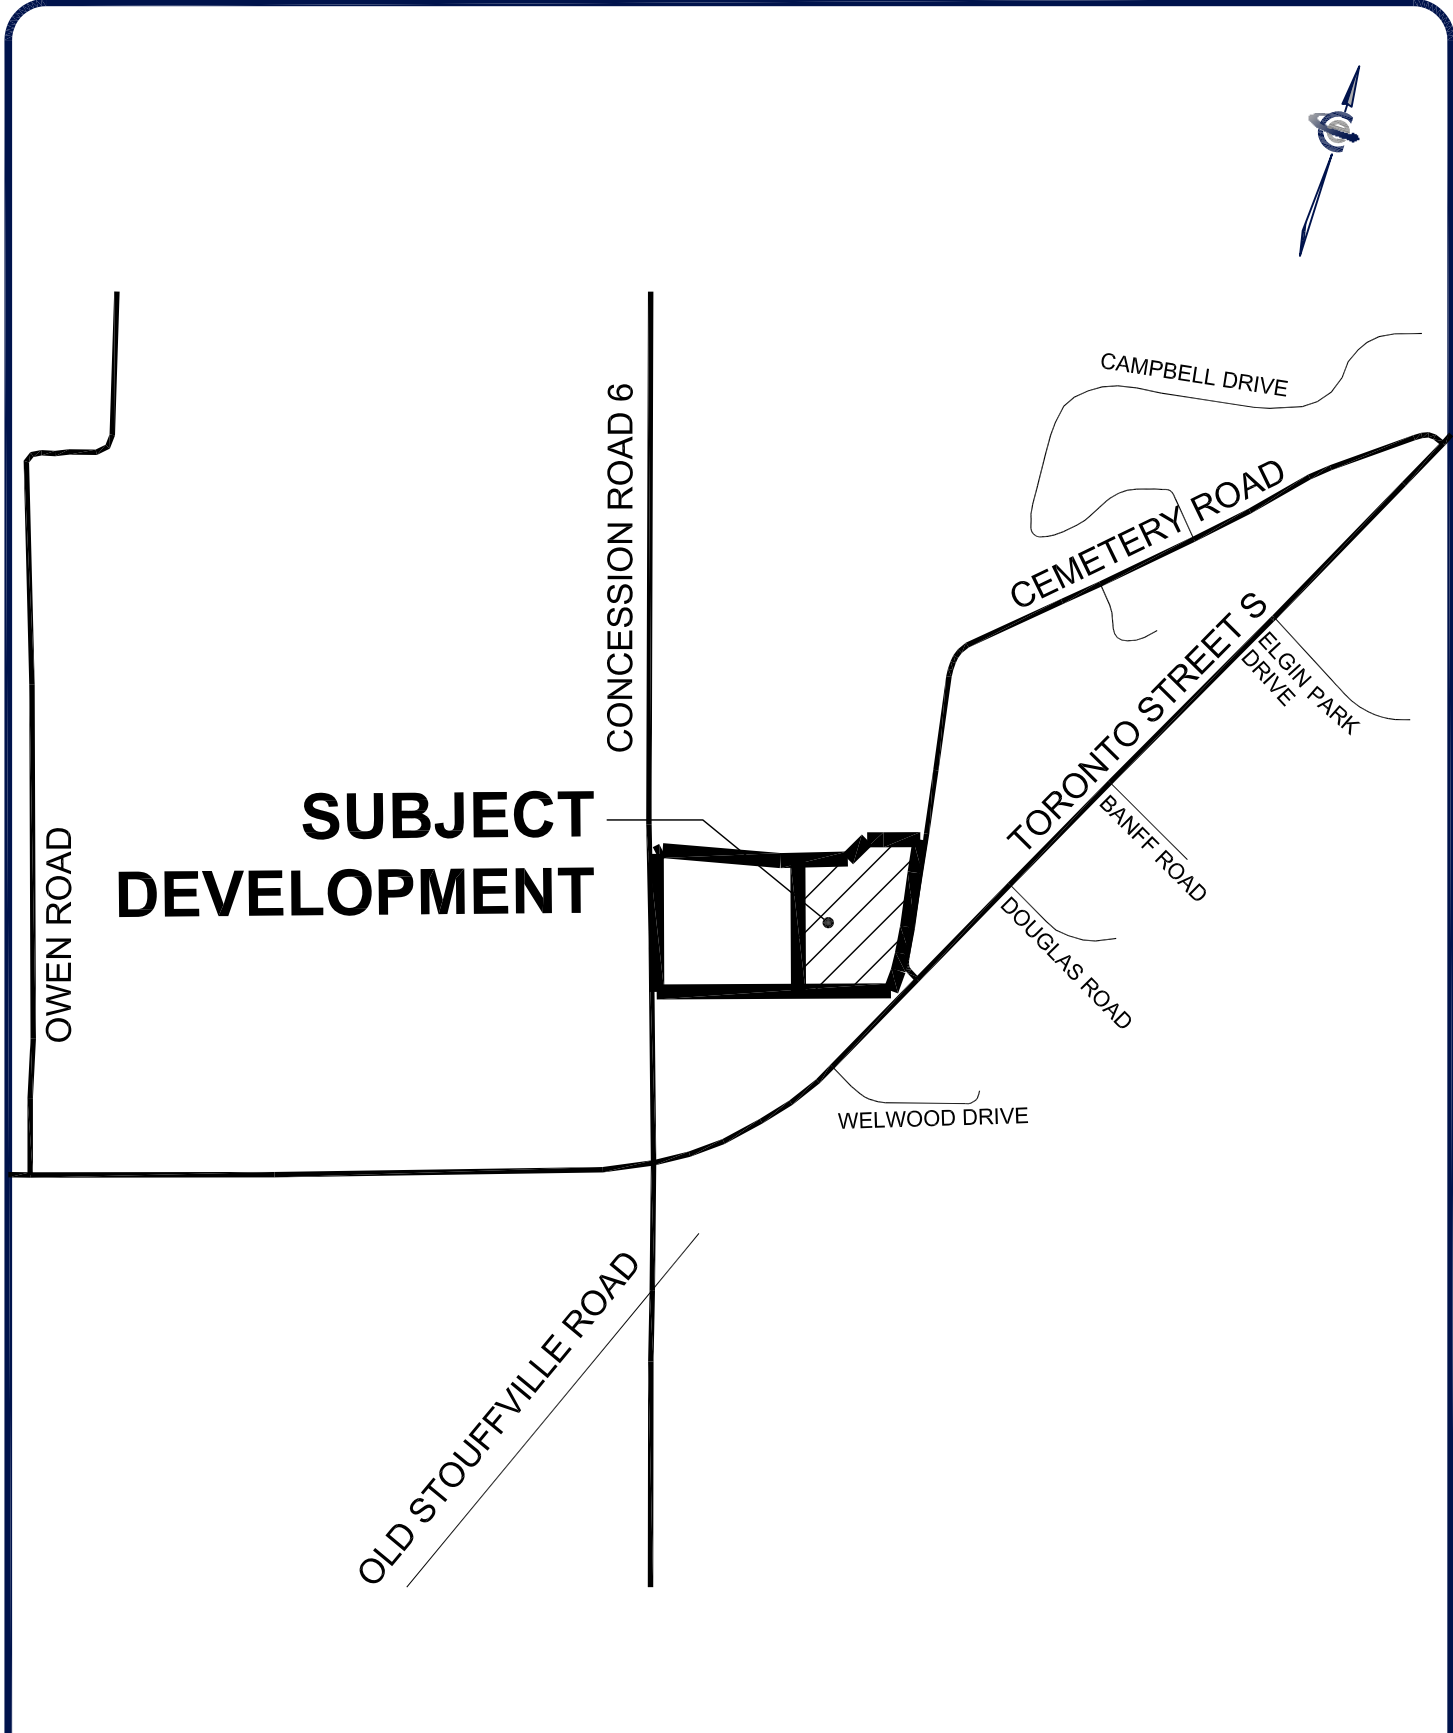 CAMPBELL DRIVE
CONCESSION ROAD 6
CEMETERY ROAD
TORONTO STREET S
ELGIN PARK
DRIVE
SUBJECT
DEVELOPMENT
BANFF ROAD
OWEN ROAD
DOUGLAS ROAD
WELWOOD DRIVE
OLD STOUFFVILLE ROAD